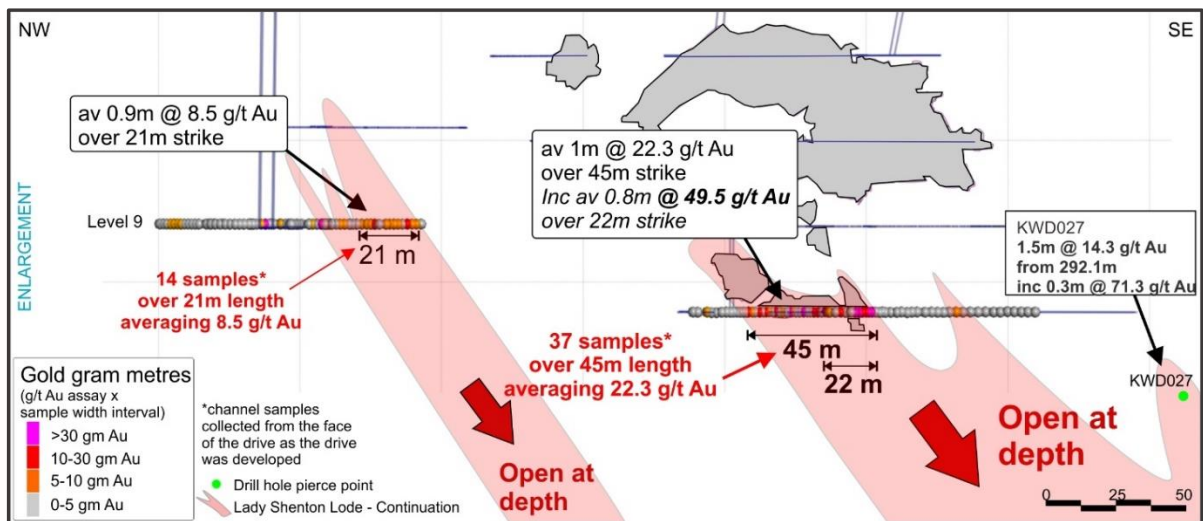 NW
SE
ENLARGEMENT
av 0.9m @ 8.5 g/t Au
over 21m strike
Level 9
21 m
14 samples*
over 21m length
averaging 8.5 g/t Au
av 1m @ 22.3 g/t Au
over 45m strike
Inc av 0.8m @ 49.5 g/t Au
over 22m strike
KWD027
1.5m @ 14.3 g/t Au
from 292.1m
inc 0.3m @ 71.3g/t Au
37 samples*
over 45m length
averaging 22.3 g/t Au
45 m
22 m
KWD027
Open at
depth
Open at
depth
Gold gram metres
(g/t Au assay x
sample width interval)
>30 gm Au
10-30 gm Au
5-10 gm Au
0-5 gm Au
*channel samples
collected from the face
of the drive as the drive
was developed
Drill hole pierce point
Lady Shenton Lode - Continuation
0 25 50